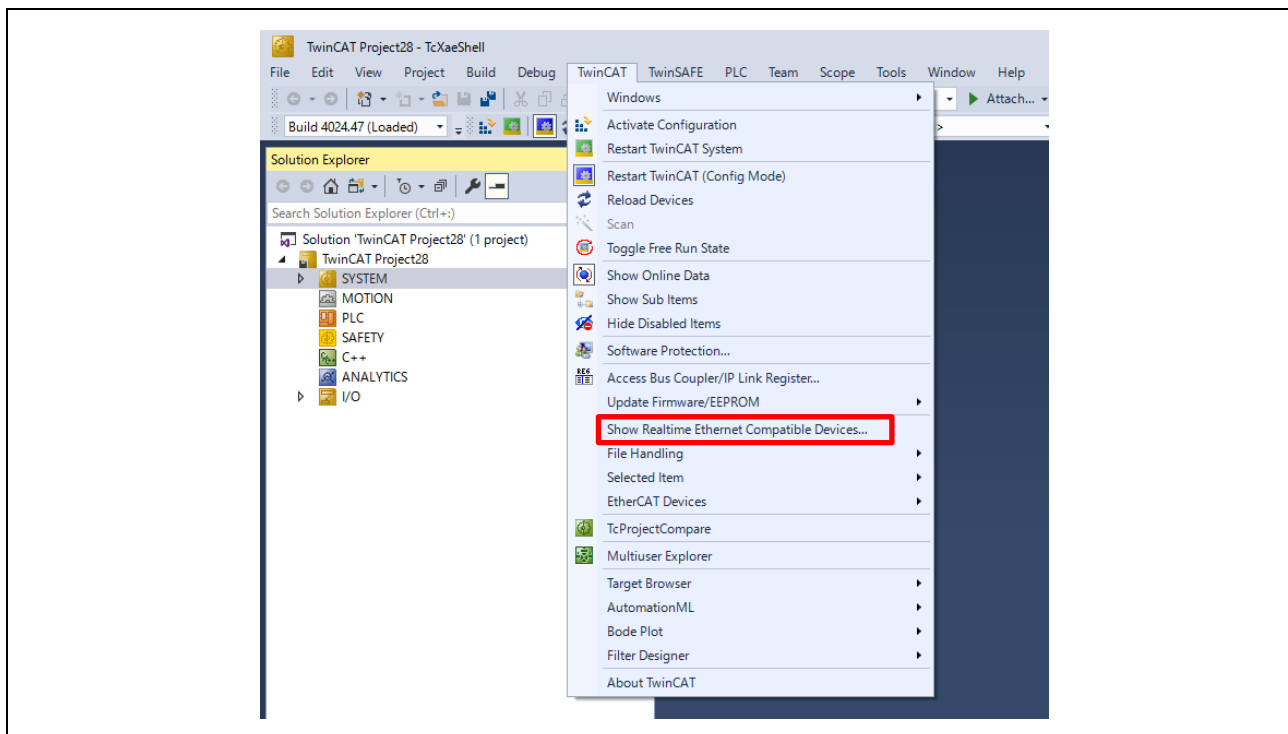 TwinCAT Project28 - TcXaeShell
File Edit View Project Build Debug TwinCAT TwinSAFE PLC Team Scope Tools Window Help
Windows
Attach...
Build 4024.47 (Loaded)
Activate Configuration
>
Restart TwinCAT System
Solution Explorer
Restart TwinCAT (Config Mode)
Reload Devices
Search Solution Explorer (Ctrl+:)
Scan
Solution 'TwinCAT Project28' (1 project)
Toggle Free Run State
TwinCAT Project28
SYSTEM
Show Online Data
MOTION
Show Sub Items
PLC
Hide Disabled Items
SAFETY
Software Protection...
C++
ANALYTICS
REG
Access Bus Coupler/IP Link Register...
I/O
Update Firmware/EEPROM
Show Realtime Ethernet Compatible Devices...
File Handling
Selected Item
EtherCAT Devices
TcProjectCompare
Multiuser Explorer
Target Browser
AutomationML
Bode Plot
Filter Designer
About TwinCAT